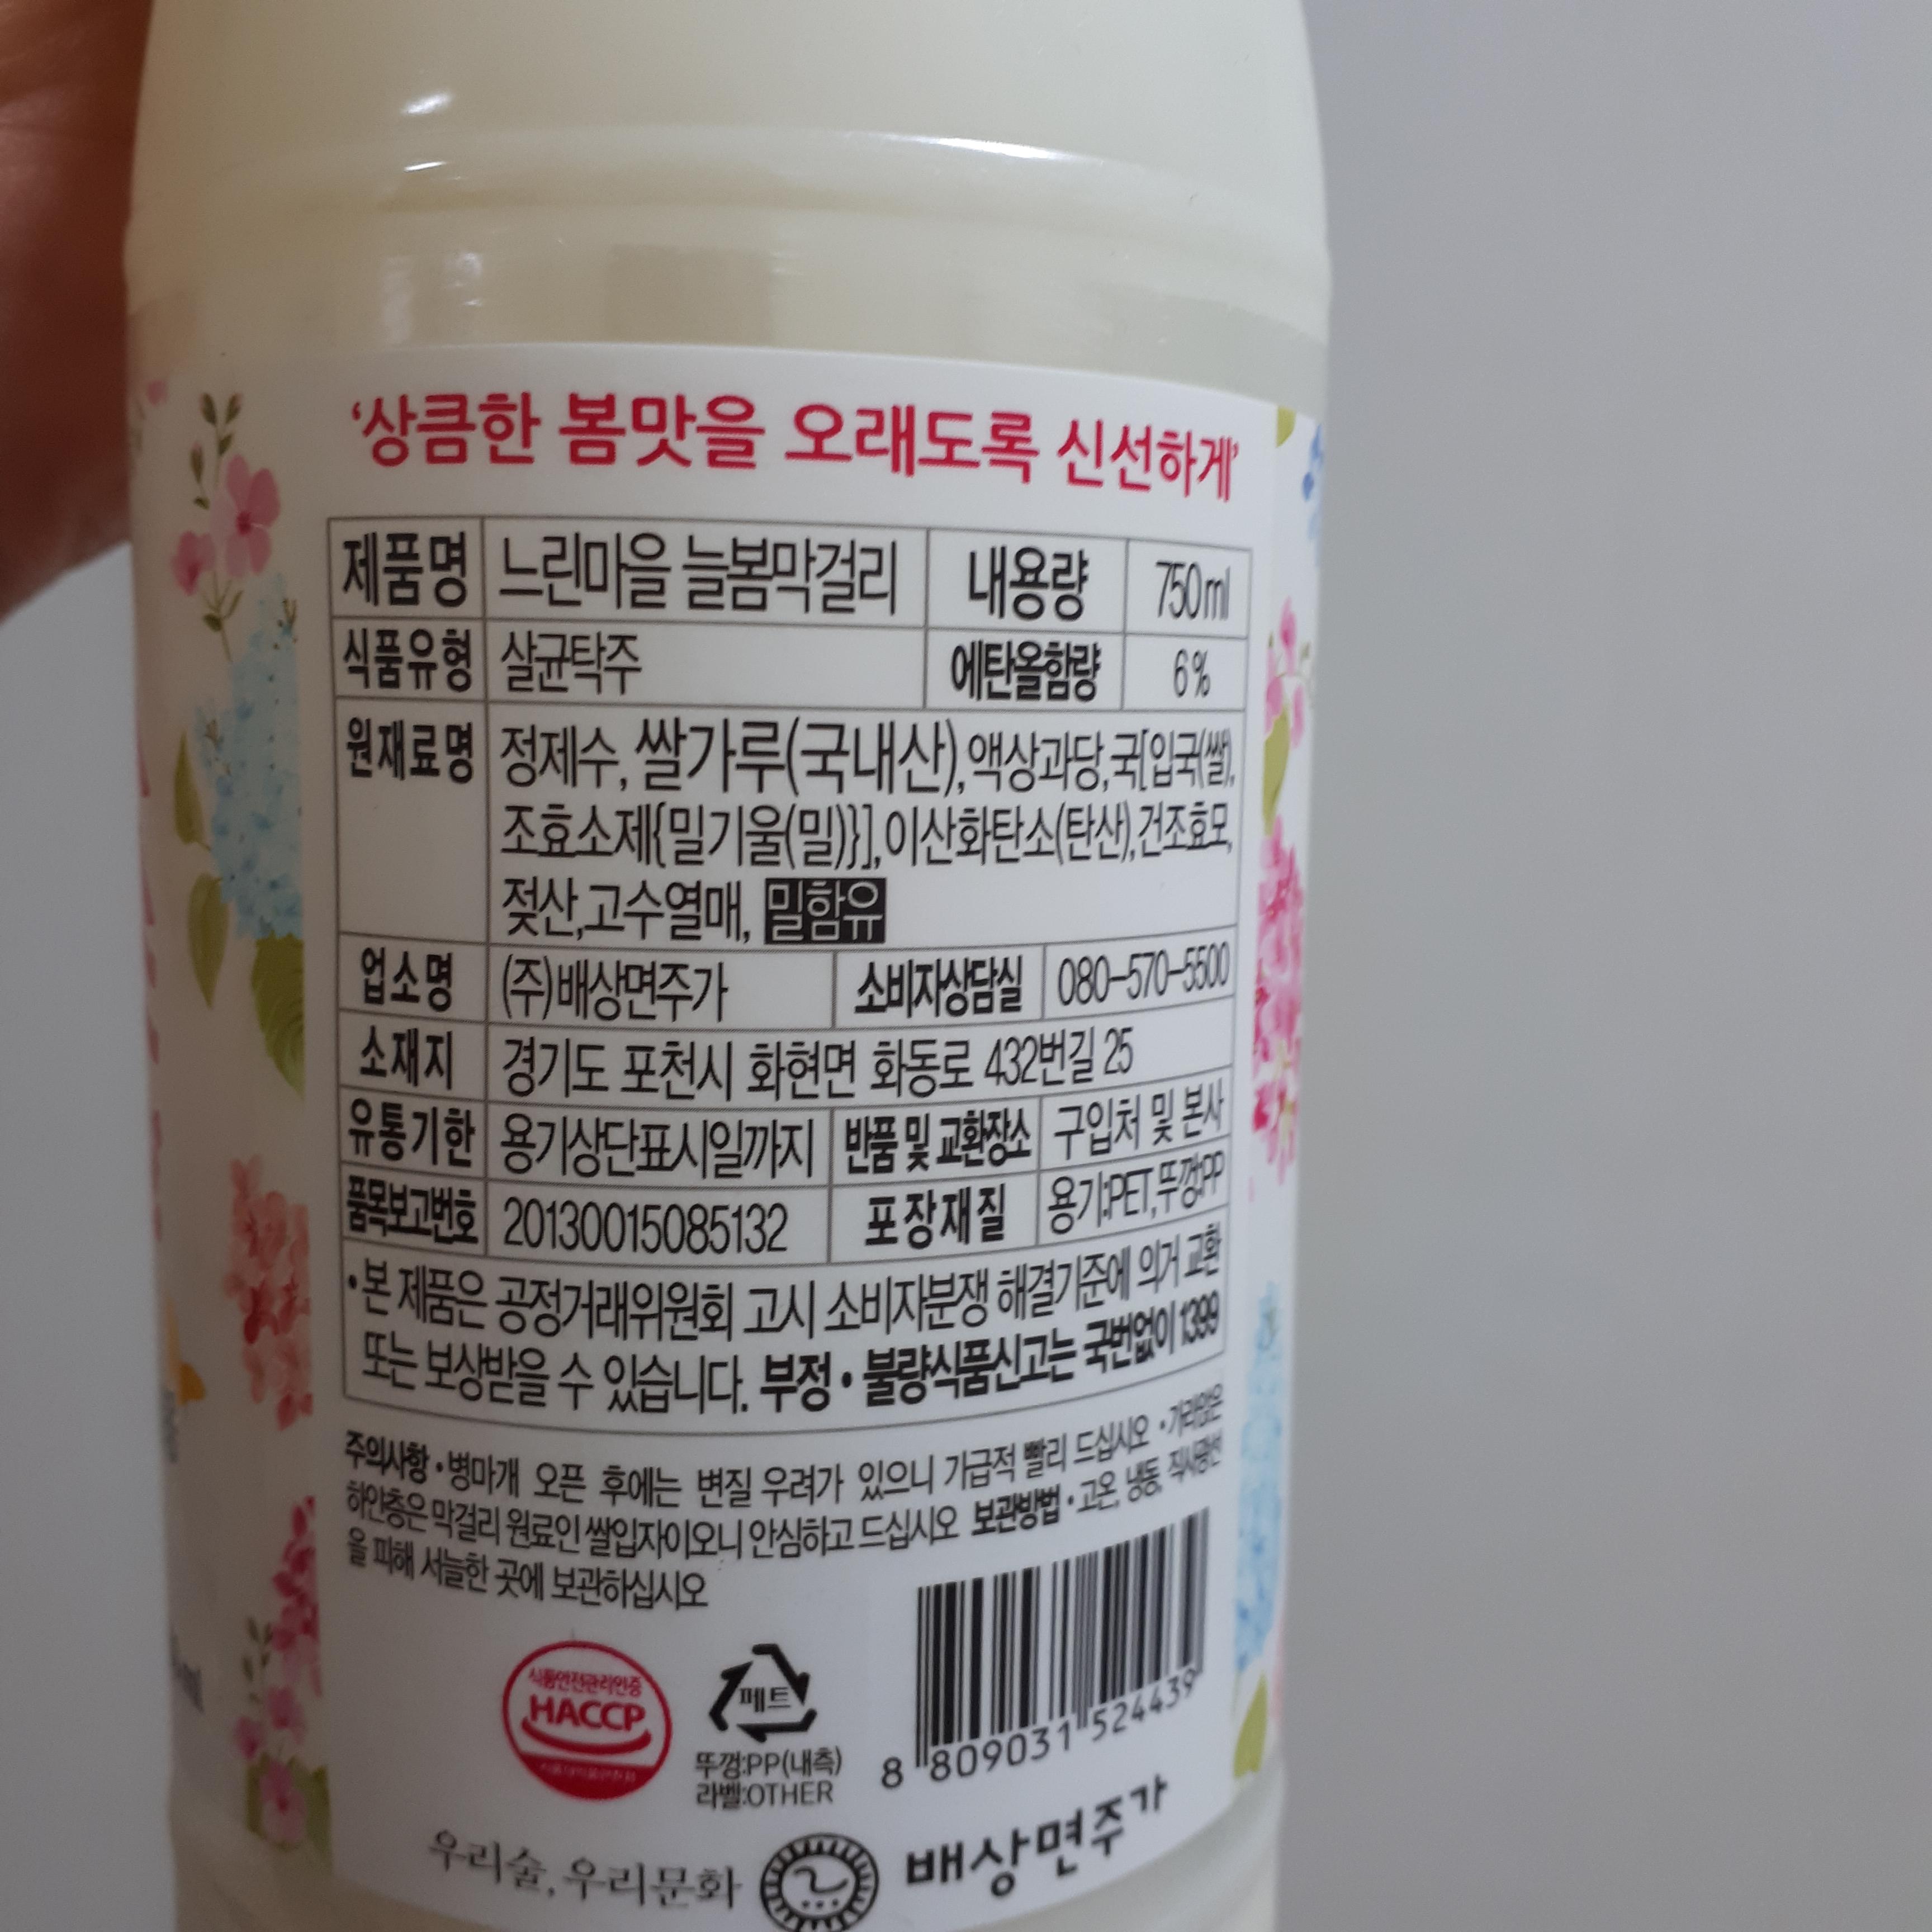 ‘상큼한 봄맛을 오래도록 신선하게’
제품명 느린마을 늘봄막걸리 내용량 750ml
식품유형 살균탁주 에탄올함량 6%
원재료명 정제수, 쌀가루(국내산), 액상과당, 국[입국(쌀),
조효소제{밀기울(밀)}], 이산화탄소(탄산), 건조효모,
젖산, 고수열매, 밀함유
업소명 (주)배상면주가 소비자상담실 080-570-5500
소재지 경기도 포천시 화현면 화동로 432번길 25
유통기한 용기상단표시일까지 반품 및 교환장소 구입처 및 본사
품목보고번호 20130015085132 포장재질 용기:PET, 뚜껑:PP
•본 제품은 공정거래위원회 고시 소비자분쟁 해결기준에 의거 교환
또는 보상받을 수 있습니다. 부정•불량식품신고는 국번없이 1399
주의사항 •병마개 오픈 후에는 변질 우려가 있으니 가급적 빨리 드십시오 •가라앉은
하얀층은 막걸리 원료인 쌀입자이오니 안심하고 드십시오 보관방법 •고온, 냉동, 직사광선
을 피해 서늘한 곳에 보관하십시오
식품안전관리인증
HACCP
페트
뚜껑:PP(내측)
라벨:OTHER
8 809031 524439
우리술, 우리문화 배상면주가